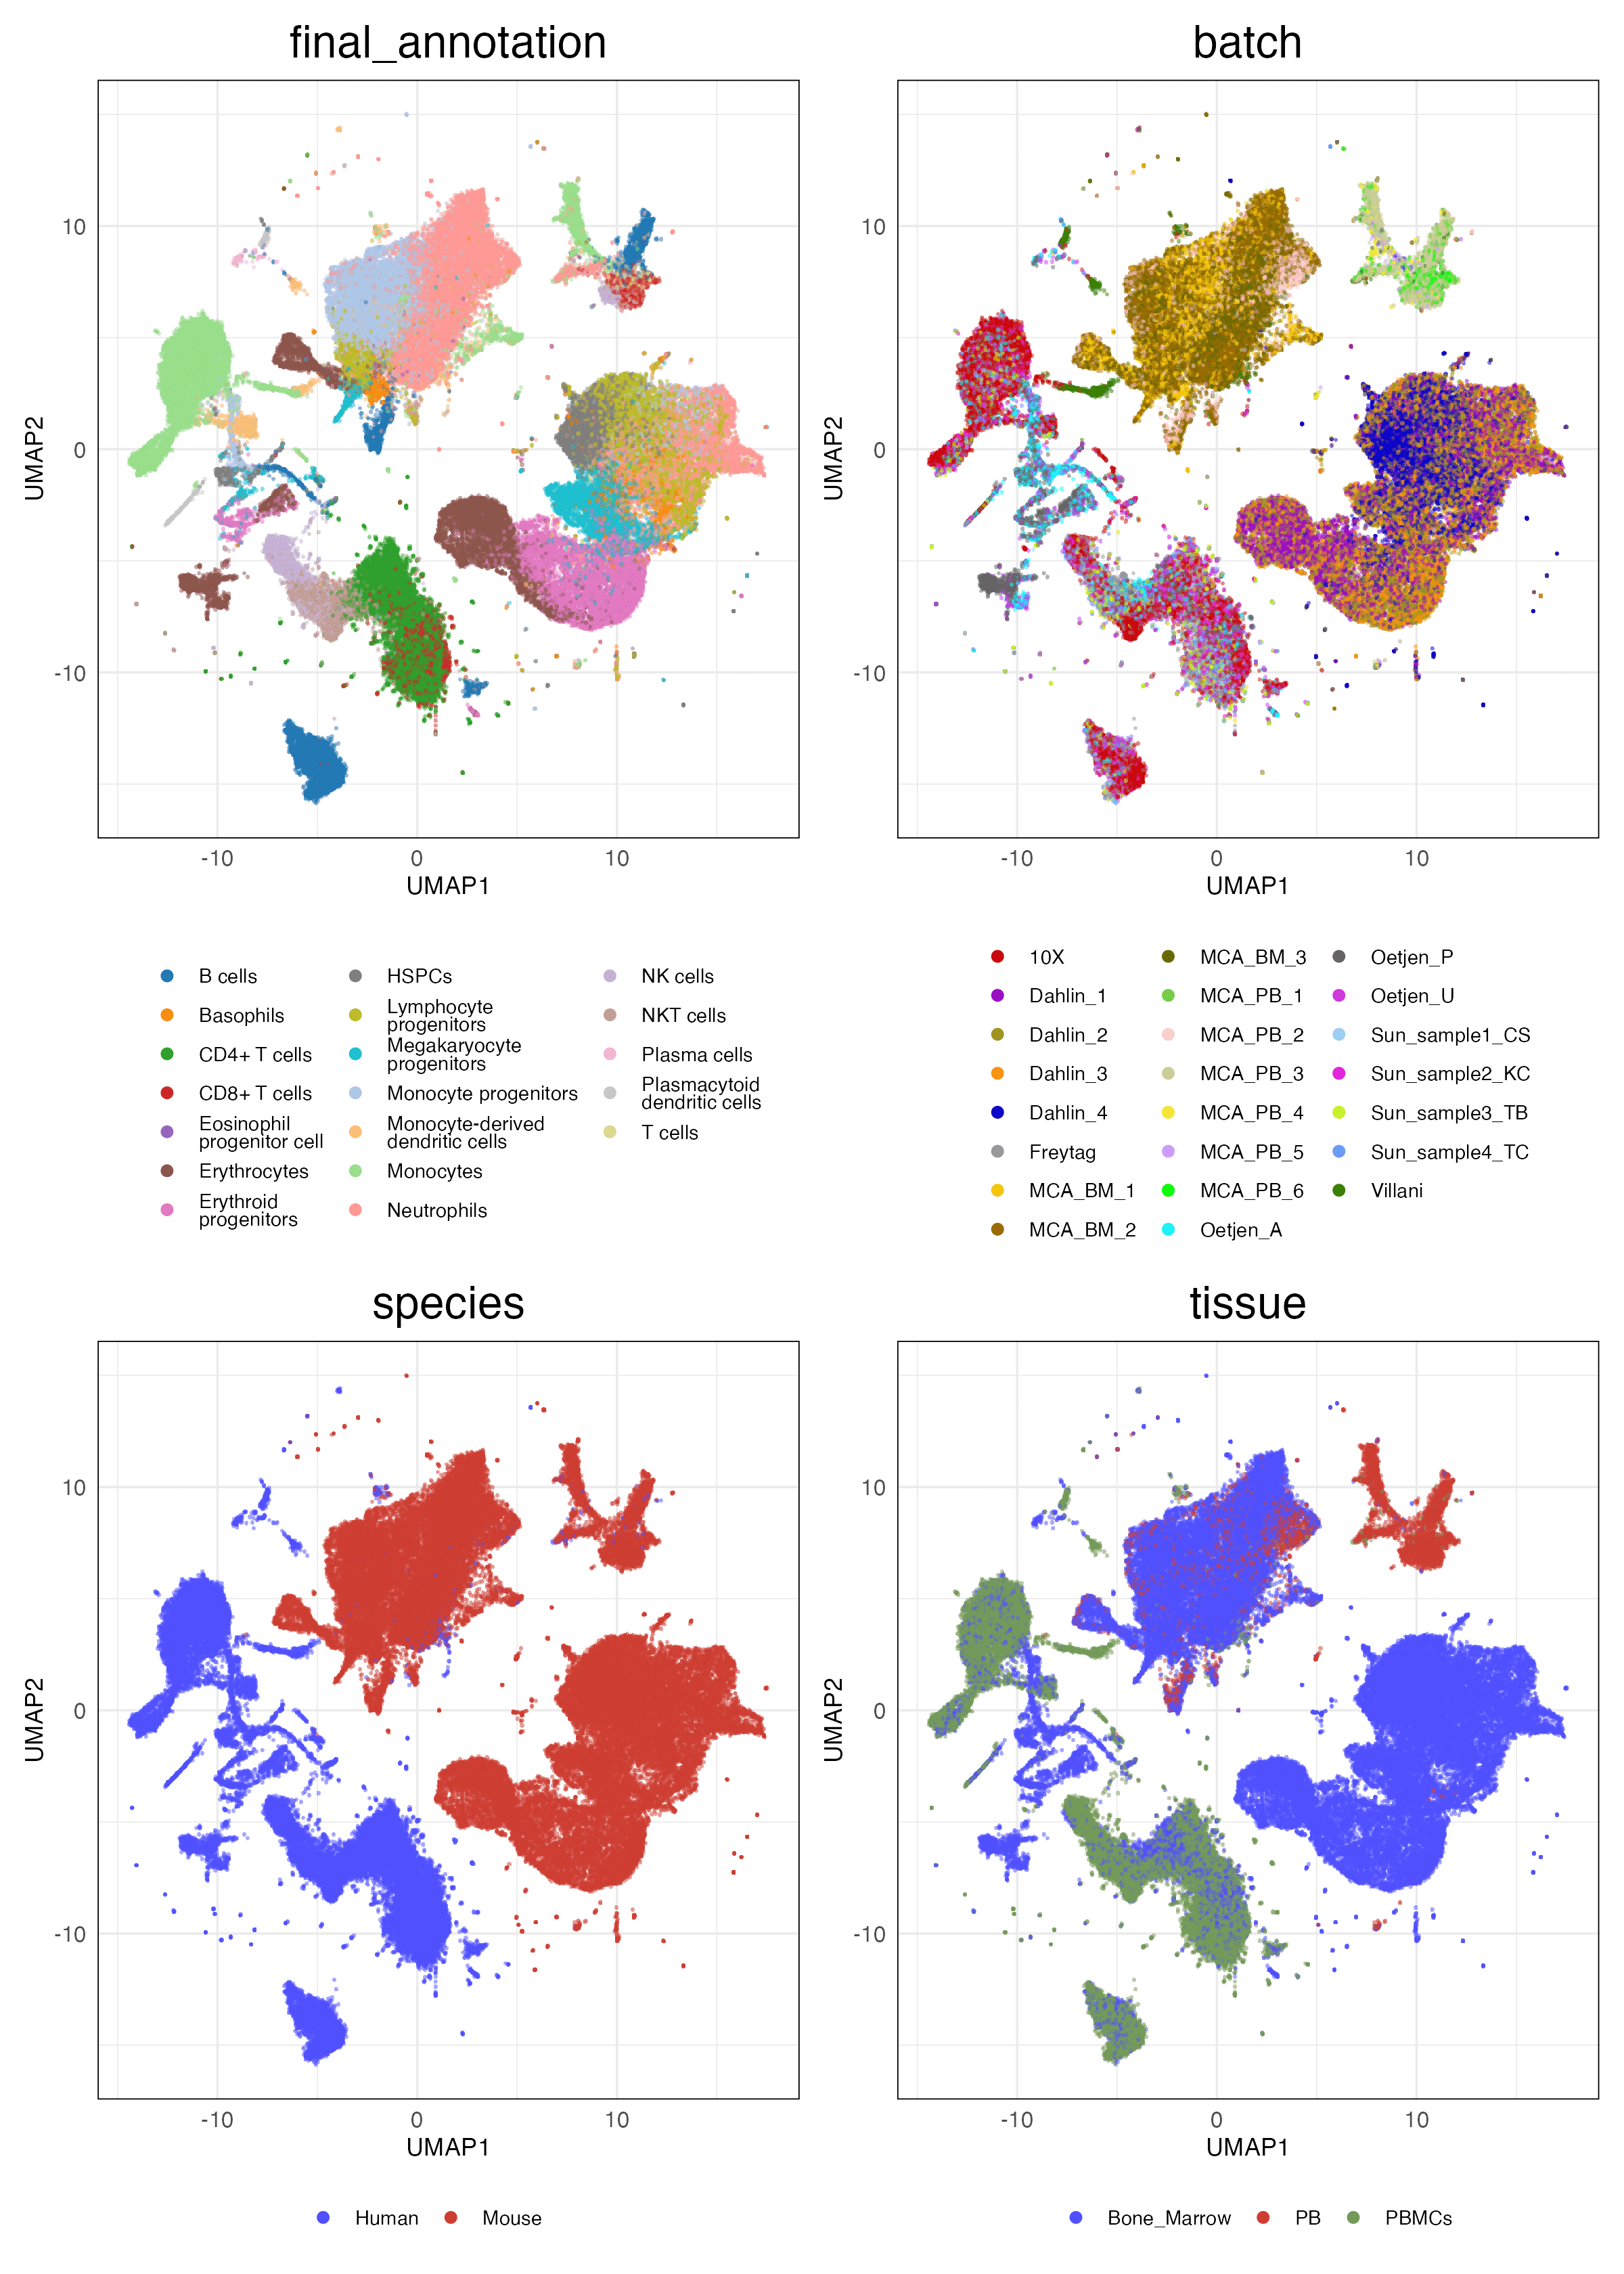 final_annotation
batch
10
0
-10
UMAP2
-10
0
10
UMAP1
10
0
-10
UMAP2
-10
0
10
UMAP1
B cells
Basophils
CD4+ T cells
CD8+ T cells
Eosinophil
progenitor cell
Erythrocytes
Erythroid
progenitors
HSPCs
Lymphocyte
progenitors
Megakaryocyte
progenitors
Monocyte progenitors
Monocyte-derived
dendritic cells
Monocytes
Neutrophils
NK cells
NKT cells
Plasma cells
Plasmacytoid
dendritic cells
T cells
10X
Dahlin_1
Dahlin_2
Dahlin_3
Dahlin_4
Freytag
MCA_BM_1
MCA_BM_2
MCA_BM_3
MCA_PB_1
MCA_PB_2
MCA_PB_3
MCA_PB_4
MCA_PB_5
MCA_PB_6
Oetjen_A
Oetjen_P
Oetjen_U
Sun_sample1_CS
Sun_sample2_KC
Sun_sample3_TB
Sun_sample4_TC
Villani
species
tissue
10
0
-10
UMAP2
-10
0
10
UMAP1
10
0
-10
UMAP2
-10
0
10
UMAP1
Human
Mouse
Bone_Marrow
PB
PBMCs